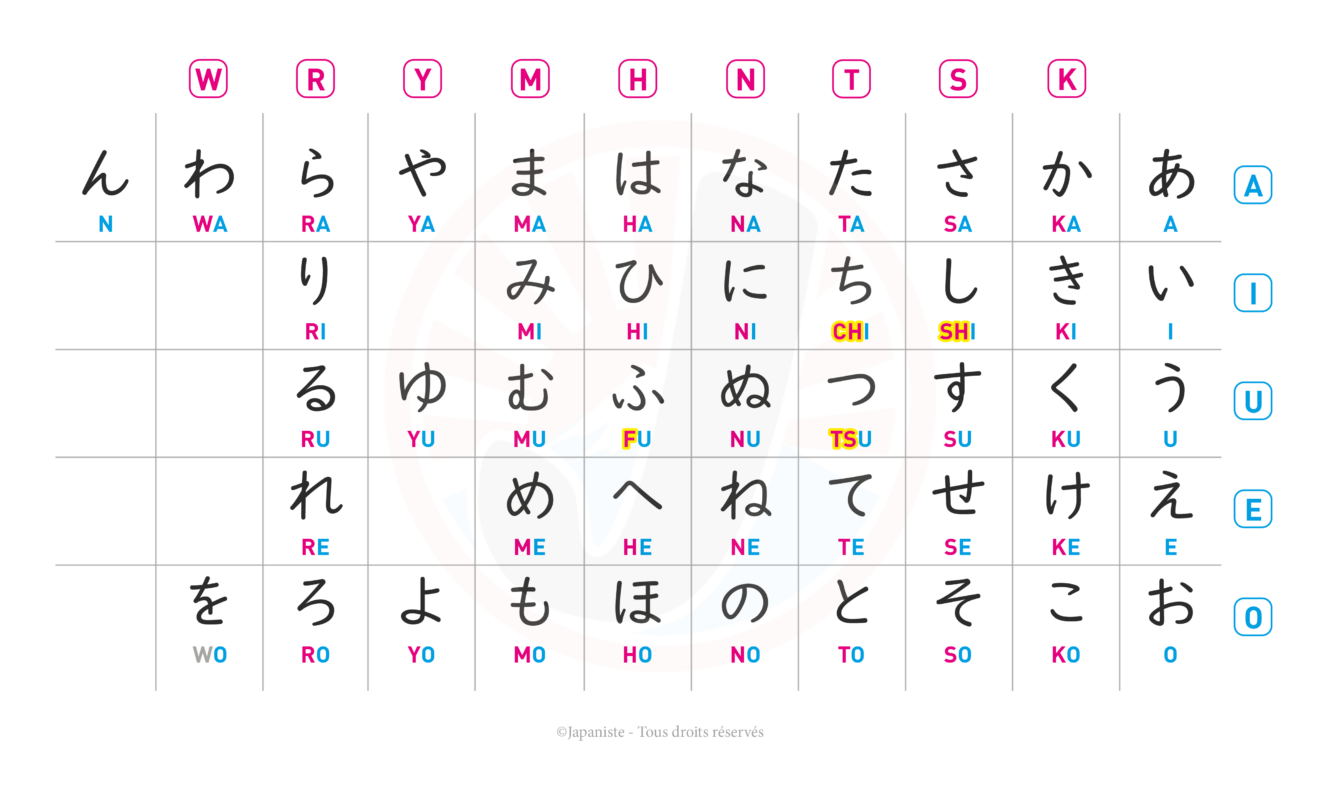 W R Y M H N T S K
ん わ ら や ま は な た さ か あ A
N WA RA YA MA HA NA TA SA KA A
り み ひ に ち し き い I
RI MI HI NI CHI SHI KI I
る ゆ む ふ ぬ つ す く う U
RU YU MU FU NU TSU SU KU U
れ め へ ね て せ け え E
RE ME HE NE TE SE KE E
を ろ よ も ほ の と そ こ お O
WO RO YO MO HO NO TO SO KO O
©Japaniste - Tous droits réservés